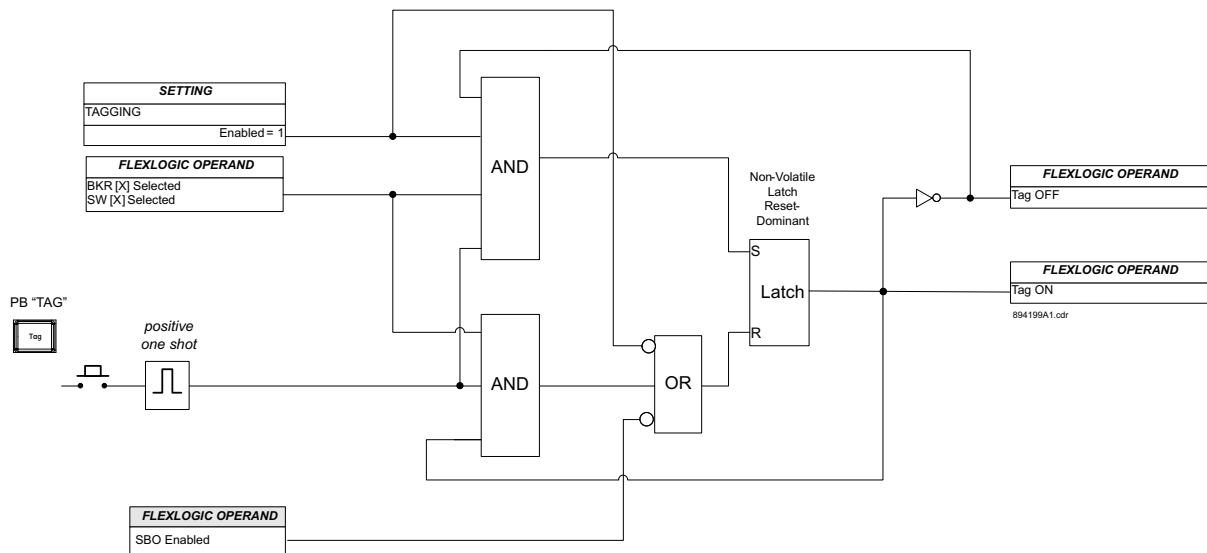 SETTING
TAGGING
Enabled = 1
FLEXLOGIC OPERAND
BKR [X] Selected
SW [X] Selected
PB “TAG”
Tag
positive
one shot
AND
AND
OR
Non-Volatile
Latch
Reset-
Dominant
S
Latch
R
FLEXLOGIC OPERAND
Tag OFF
FLEXLOGIC OPERAND
Tag ON
894199A1.cdr
FLEXLOGIC OPERAND
SBO Enabled